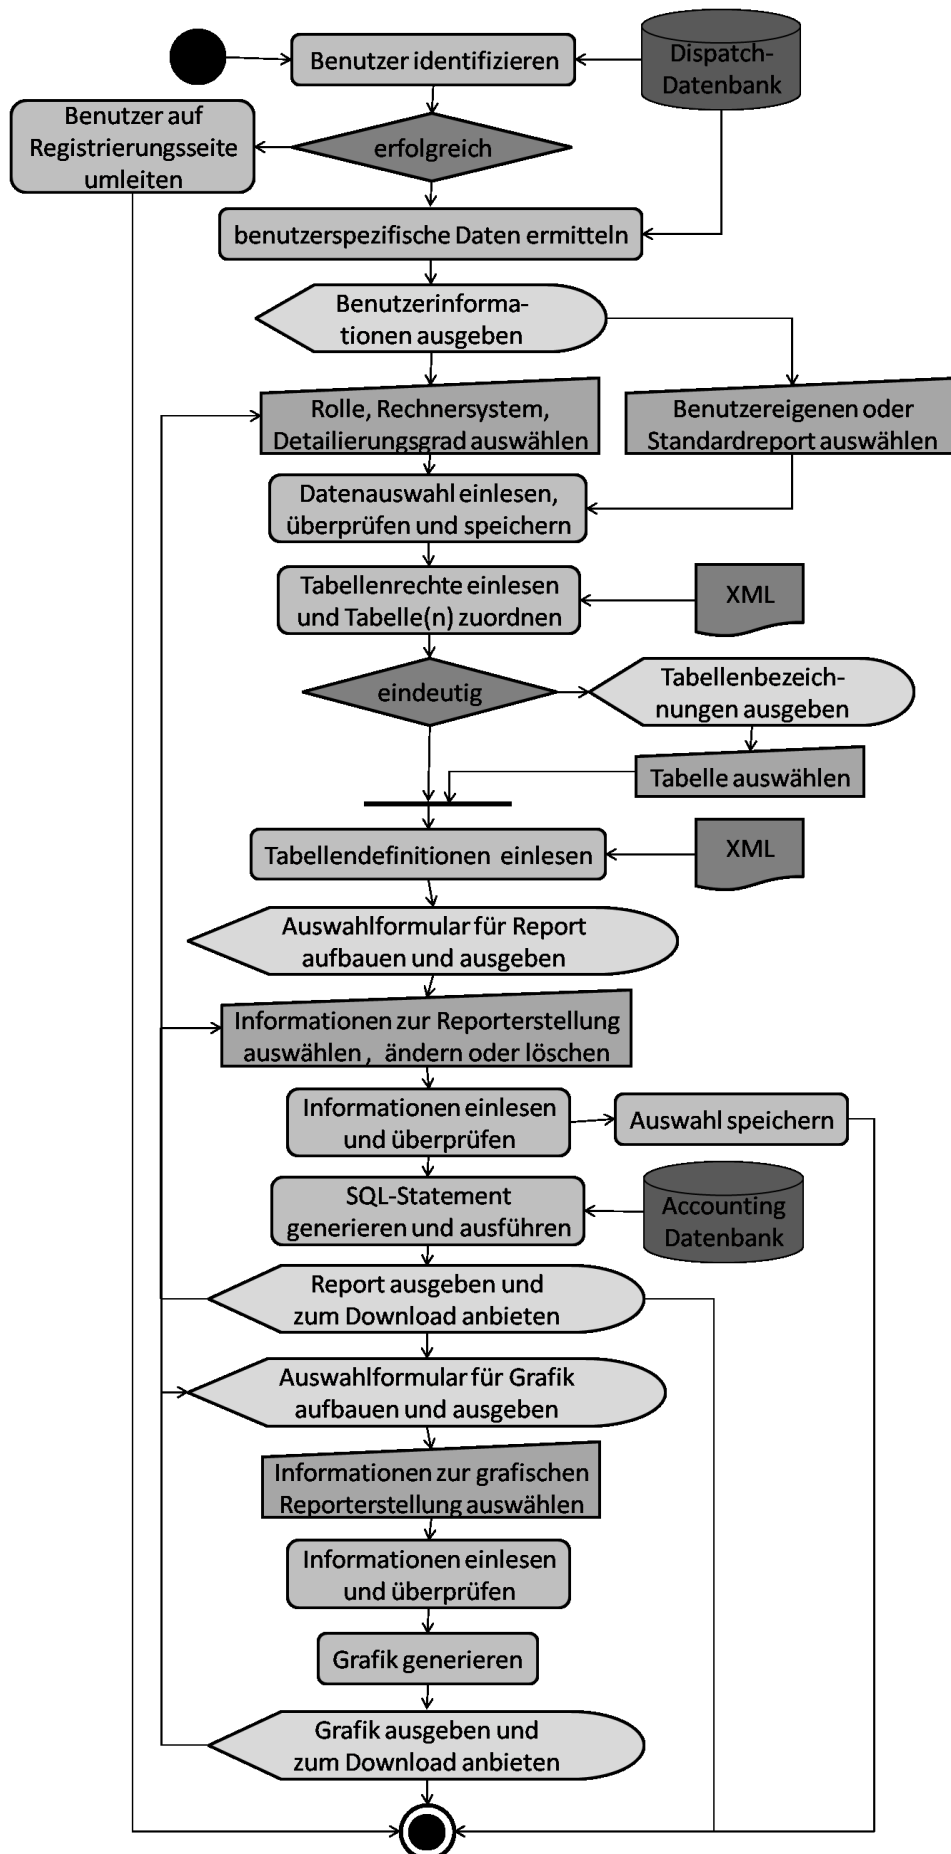 Benutzer identifizieren
Dispatch-
Datenbank
Benutzer auf
Registrierungsseite
umleiten
erfolgreich
benutzerspezifische Daten ermitteln
Benutzerinforma-
tionen ausgeben
Rolle, Rechnersystem,
Detailierungsgrad auswählen
Benutzereigenen oder
Standardreport auswählen
Datenauswahl einlesen,
überprüfen und speichern
Tabellenrechte einlesen
und Tabelle(n) zuordnen
XML
eindeutig
Tabellenbezeich-
nungen ausgeben
Tabelle auswählen
Tabellendefinitionen einlesen
XML
Auswahlformular für Report
aufbauen und ausgeben
Informationen zur Reporterstellung
auswählen, ändern oder löschen
Informationen einlesen
und überprüfen
Auswahl speichern
SQL-Statement
generieren und ausführen
Accounting
Datenbank
Report ausgeben und
zum Download anbieten
Auswahlformular für Grafik
aufbauen und ausgeben
Informationen zur grafischen
Reporterstellung auswählen
Informationen einlesen
und überprüfen
Grafik generieren
Grafik ausgeben und
zum Download anbieten